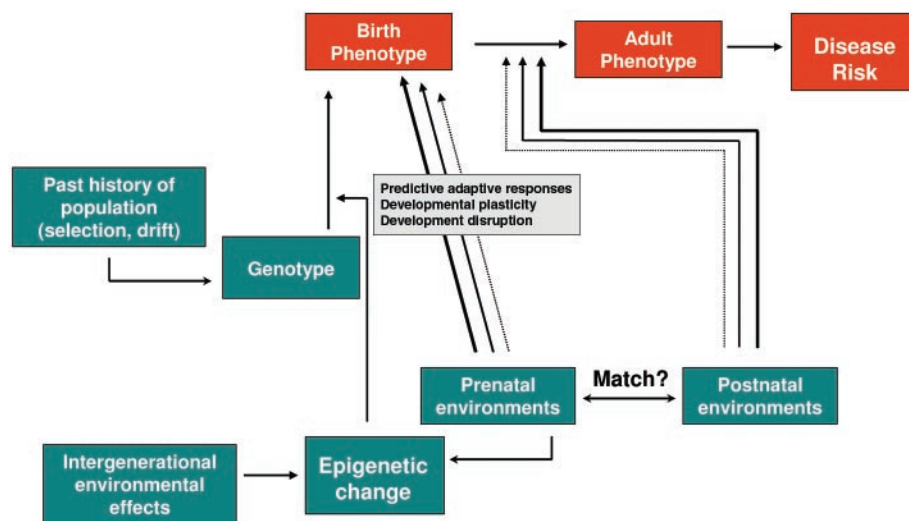 Birth
Phenotype
Adult
Phenotype
Disease
Risk
Past history of
population
(selection, drift)
Predictive adaptive responses
Developmental plasticity
Development disruption
Genotype
Prenatal
environments
Match?
Postnatal
environments
Intergenerational
environmental
effects
Epigenetic
change